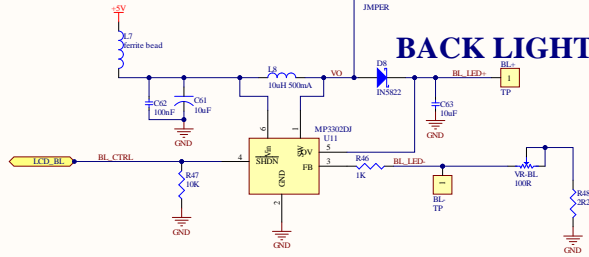 +5V
JMPER
BACK LIGHT
L7
ferrite bead
L8
10uH 500mA
VO
D8
IN5822
BL_LED+
BL+
1
TP
C62
100nF
C61
10uF
C63
10uF
GND
GND
6
1
MP3302DJ
U11
Vin
SW
OV
5
LCD_BL
BL_CTRL
4
SHDN
FB
3
R46
1K
BL_LED-
GND
2
R47
10K
1
BL-
TP
VR-BL
100R
R48
2R2
GND
GND
GND